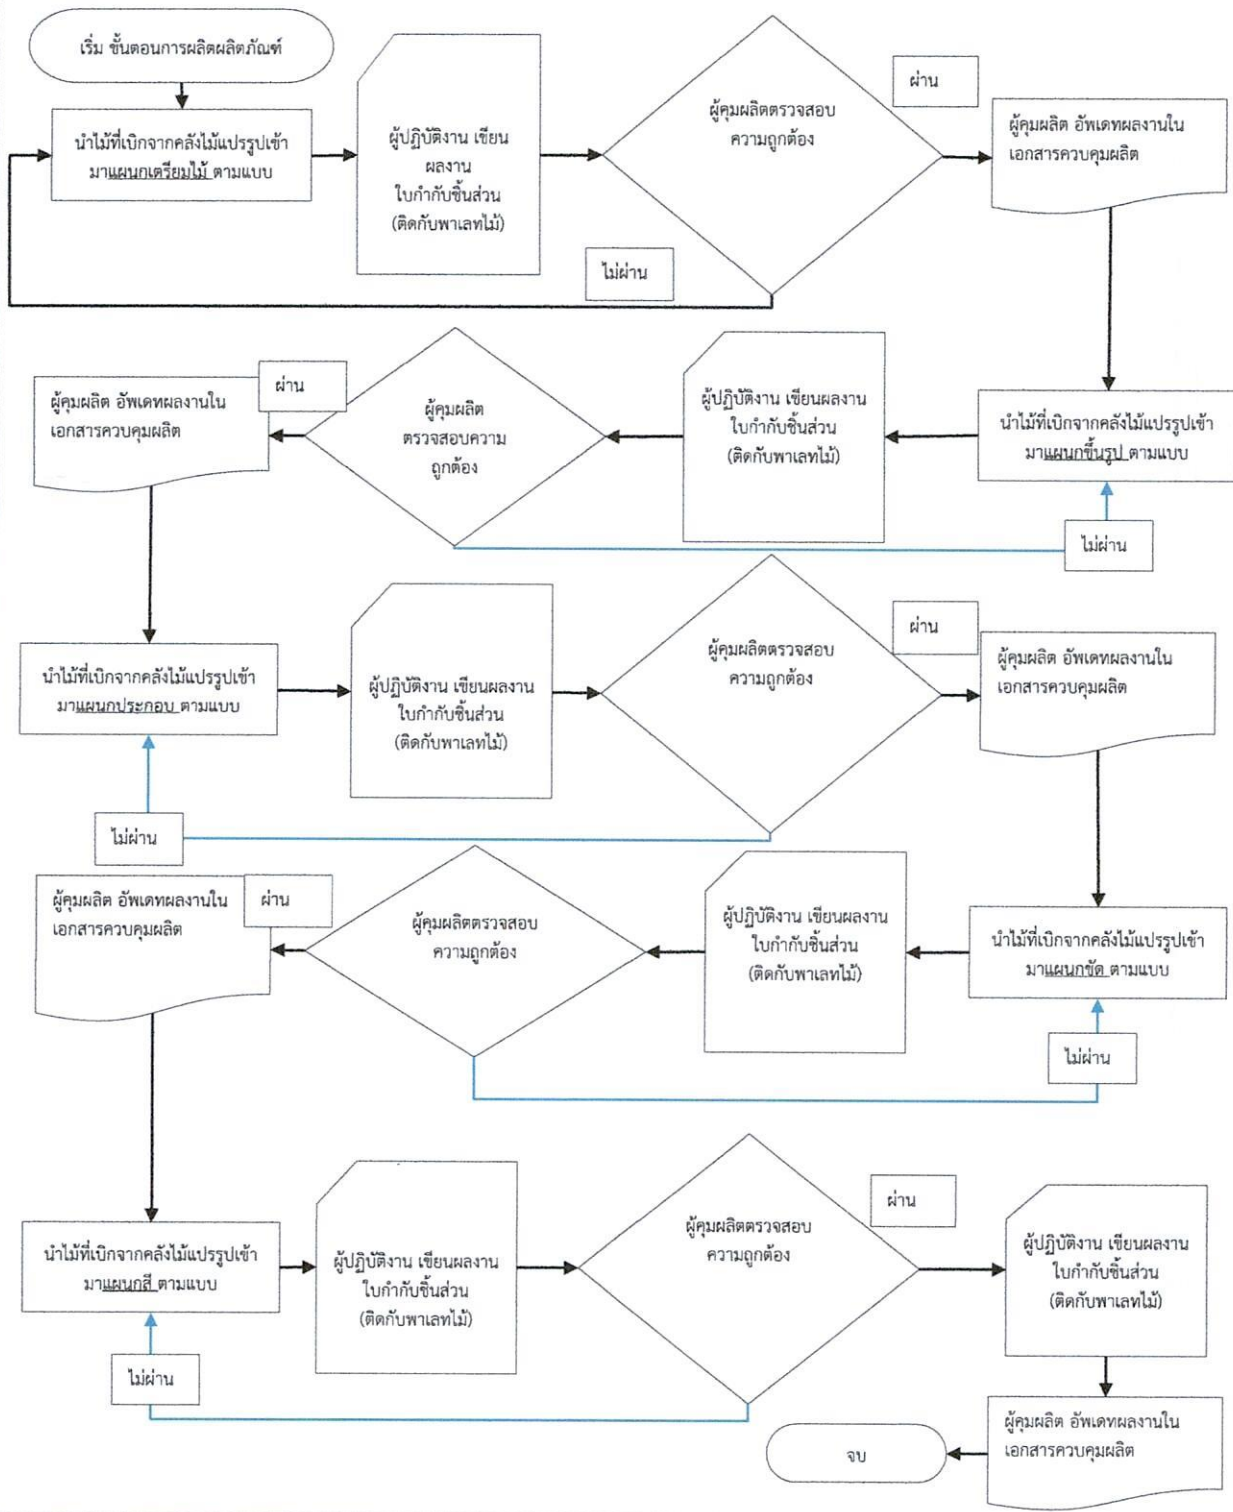 เริ่ม ขั้นตอนการผลิตผลิตภัณฑ์
นำไม้ที่เบิกจากคลังไม้แปรรูปเข้า
มาแผนกเตรียมไม้ ตามแบบ
ผู้ปฏิบัติงาน เขียน
ผลงาน
ใบกำกับชิ้นส่วน
(ติดกับพาเลทไม้)
ผู้คุมผลิตตรวจสอบ
ความถูกต้อง
ผ่าน
ผู้คุมผลิต อัพเดทผลงานใน
เอกสารควบคุมผลิต
ไม่ผ่าน
นำไม้ที่เบิกจากคลังไม้แปรรูปเข้า
มาแผนกขึ้นรูป ตามแบบ
ผู้ปฏิบัติงาน เขียนผลงาน
ใบกำกับชิ้นส่วน
(ติดกับพาเลทไม้)
ผู้คุมผลิต
ตรวจสอบความ
ถูกต้อง
ผ่าน
ผู้คุมผลิต อัพเดทผลงานใน
เอกสารควบคุมผลิต
ไม่ผ่าน
นำไม้ที่เบิกจากคลังไม้แปรรูปเข้า
มาแผนกประกอบ ตามแบบ
ผู้ปฏิบัติงาน เขียนผลงาน
ใบกำกับชิ้นส่วน
(ติดกับพาเลทไม้)
ผู้คุมผลิตตรวจสอบ
ความถูกต้อง
ผ่าน
ผู้คุมผลิต อัพเดทผลงานใน
เอกสารควบคุมผลิต
ไม่ผ่าน
นำไม้ที่เบิกจากคลังไม้แปรรูปเข้า
มาแผนกขัด ตามแบบ
ผู้ปฏิบัติงาน เขียนผลงาน
ใบกำกับชิ้นส่วน
(ติดกับพาเลทไม้)
ผู้คุมผลิตตรวจสอบ
ความถูกต้อง
ผ่าน
ผู้คุมผลิต อัพเดทผลงานใน
เอกสารควบคุมผลิต
ไม่ผ่าน
นำไม้ที่เบิกจากคลังไม้แปรรูปเข้า
มาแผนกสี ตามแบบ
ผู้ปฏิบัติงาน เขียนผลงาน
ใบกำกับชิ้นส่วน
(ติดกับพาเลทไม้)
ผู้คุมผลิตตรวจสอบ
ความถูกต้อง
ผ่าน
ผู้ปฏิบัติงาน เขียนผลงาน
ใบกำกับชิ้นส่วน
(ติดกับพาเลทไม้)
ไม่ผ่าน
ผู้คุมผลิต อัพเดทผลงานใน
เอกสารควบคุมผลิต
จบ